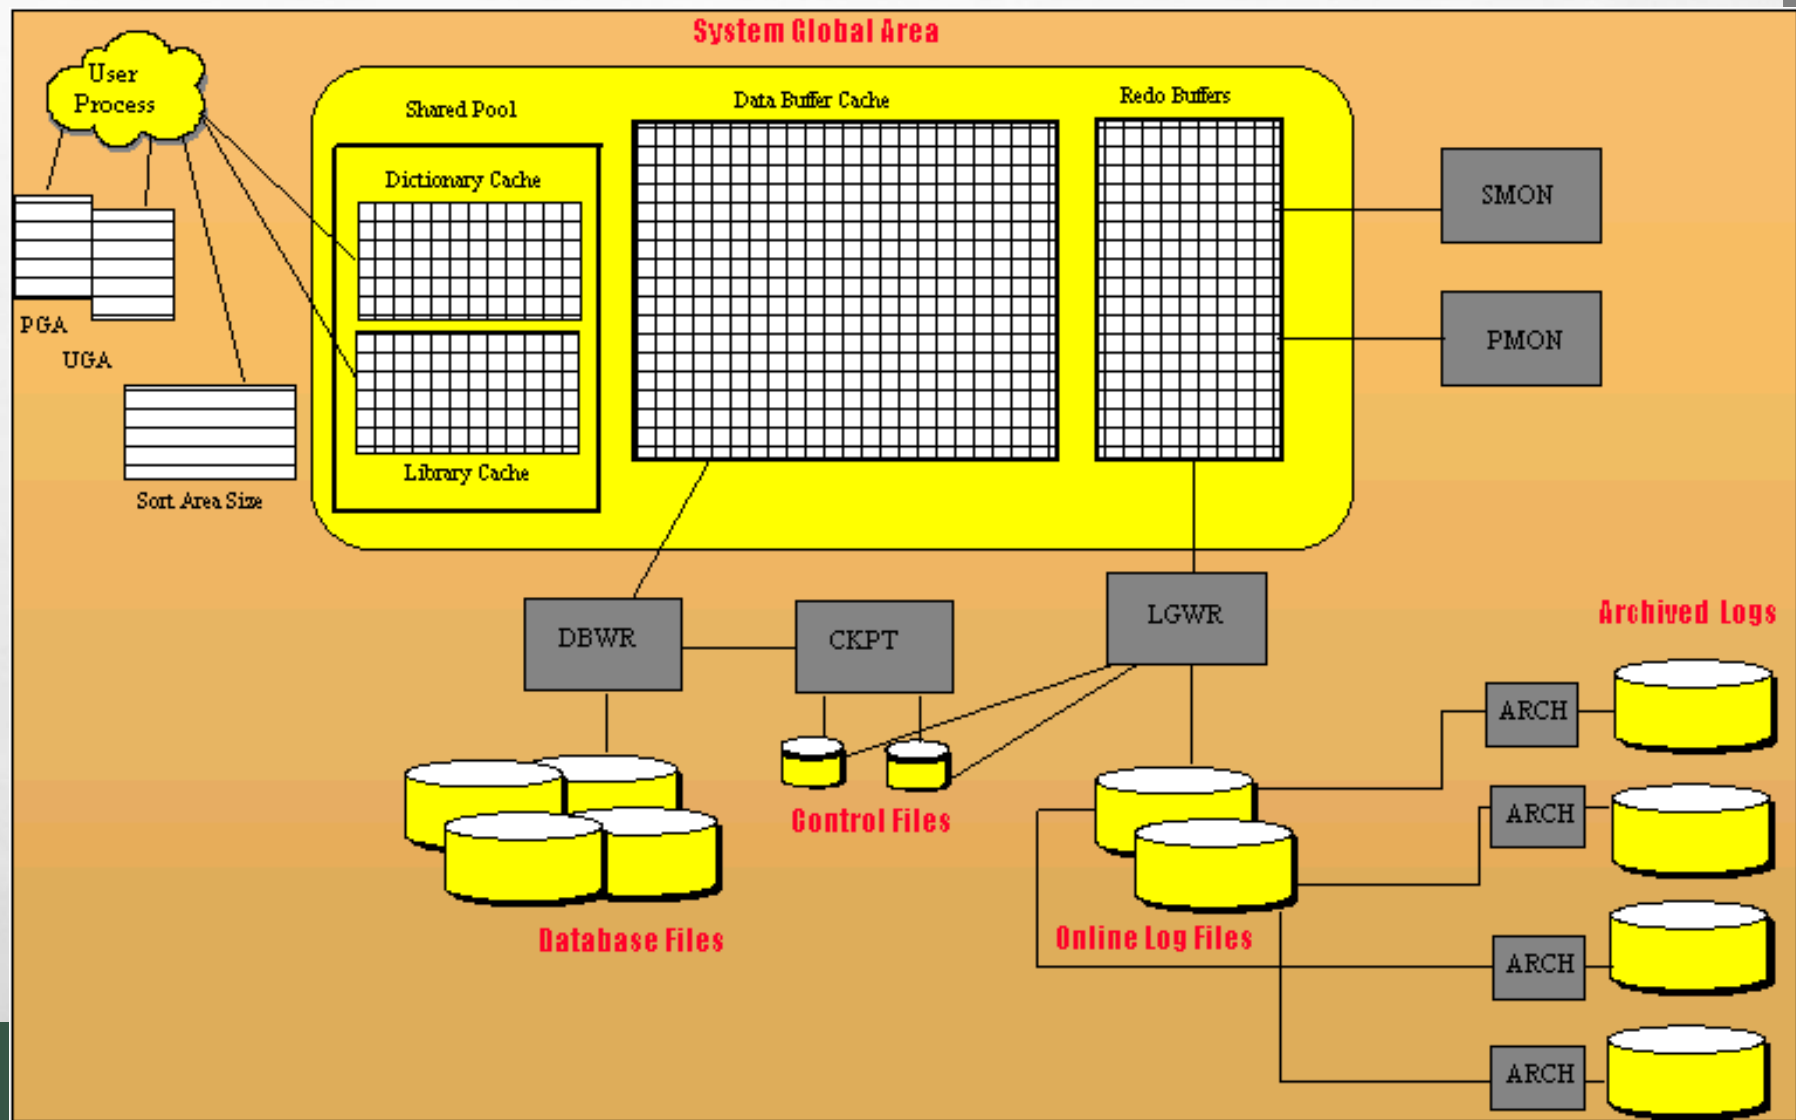 System Global Area
User
Process
Shared Pool
Data Buffer Cache
Redo Buffers
Dictionary Cache
Library Cache
PGA
UGA
Sort Area Size
SMON
PMON
DBWR
CKPT
LGWR
Archived Logs
ARCH
ARCH
ARCH
ARCH
Control Files
Database Files
Online Log Files